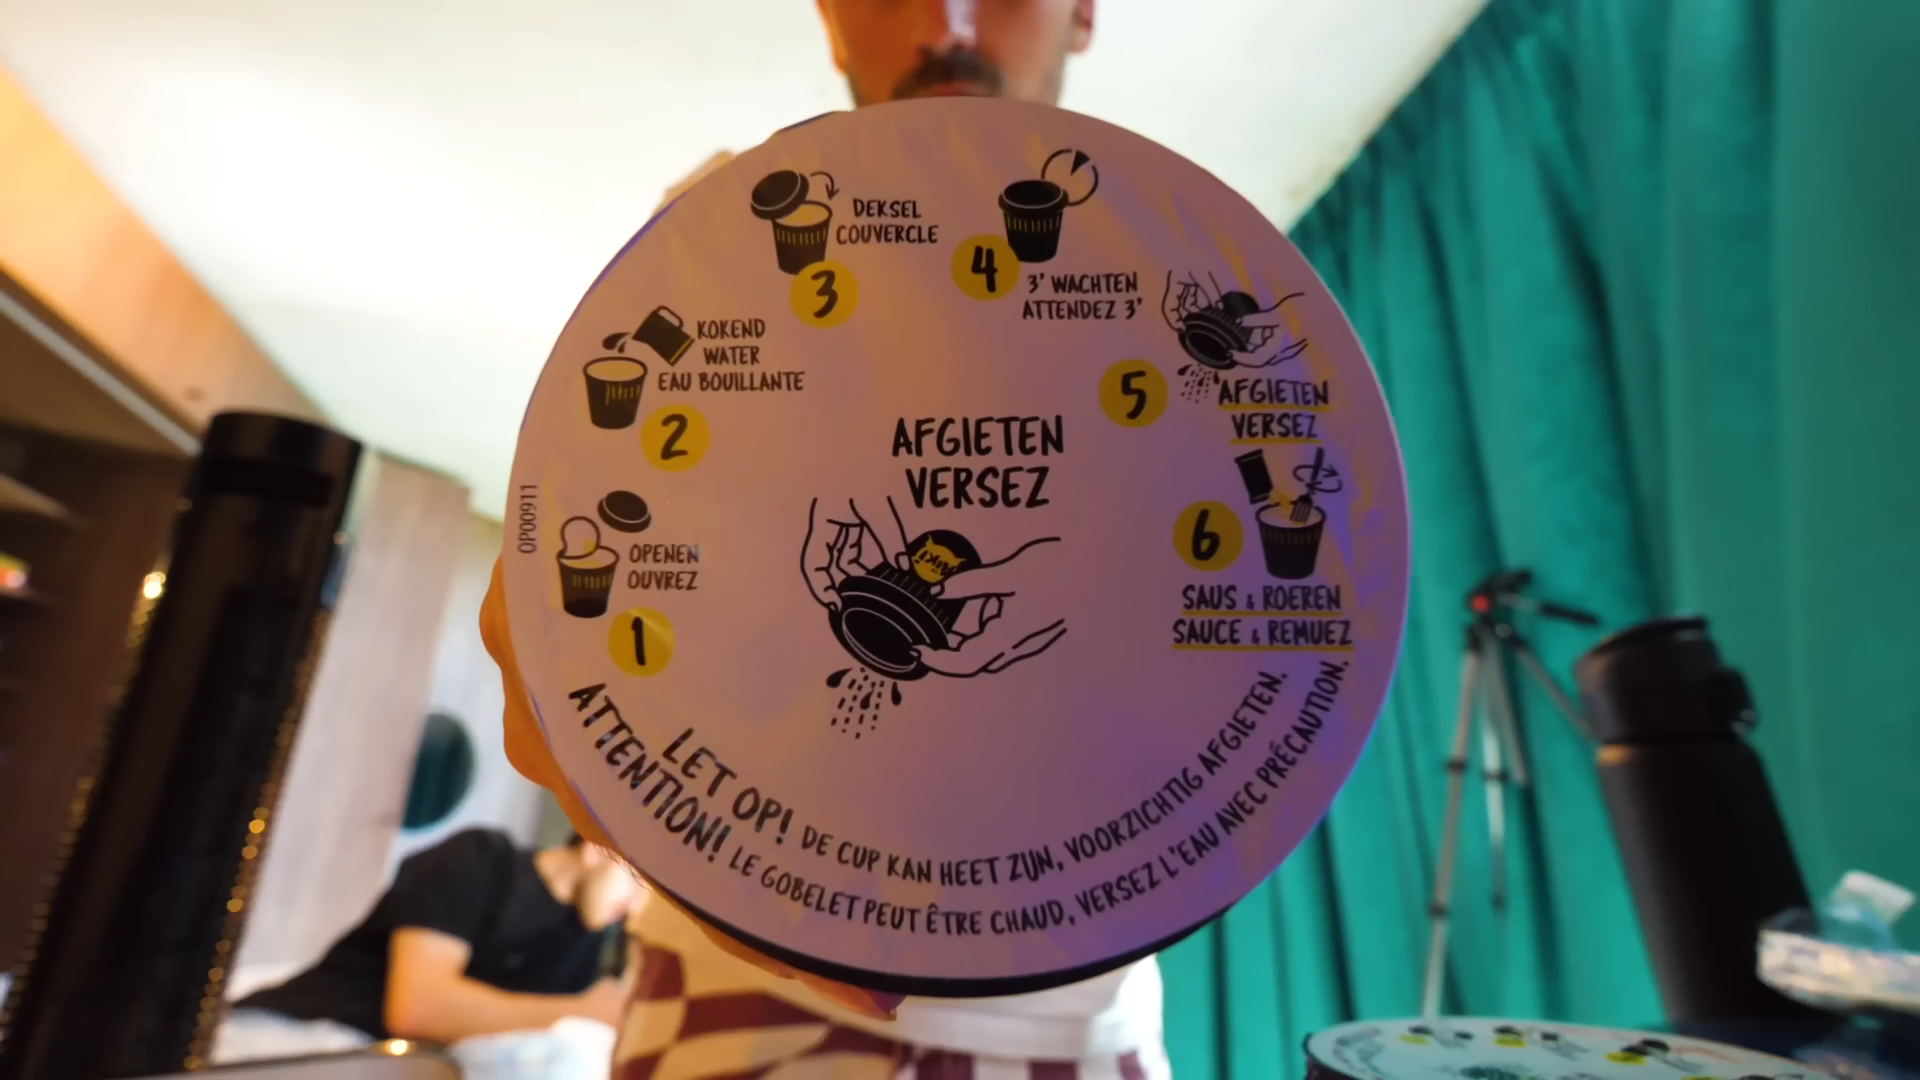 DEKSEL
COUVERCLE
3
4
3' WACHTEN
ATTENDEZ 3'
KOKEND
WATER
EAU BOUILLANTE
2
5
AFGIETEN
VERSEZ
AFGIETEN
VERSEZ
OP00911
OPENEN
OUVREZ
1
6
SAUS & ROEREN
SAUCE & REMUEZ
LET OP! DE CUP KAN HEET ZIJN, VOORZICHTIG AFGIETEN.
ATTENTION! LE GOBELET PEUT ÊTRE CHAUD, VERSEZ L'EAU AVEC PRÉCAUTION.